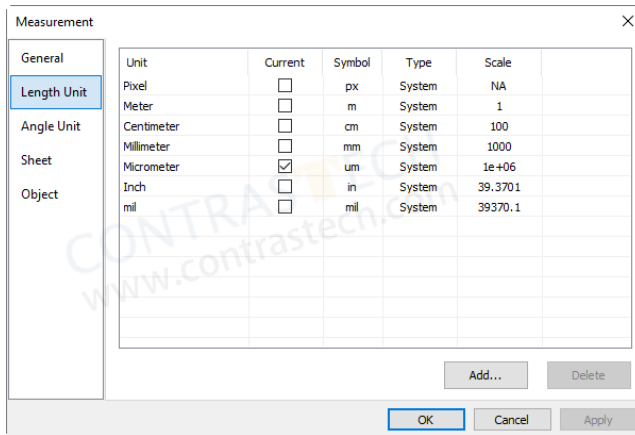 Measurement
General
Length Unit
Angle Unit
Sheet
Object
Unit Current Symbol Type Scale
Pixel px System NA
Meter m System 1
Centimeter cm System 100
Millimeter mm System 1000
Micrometer um System 1e+06
Inch in System 39.3701
mil mil System 39370.1
CONTRASTECH
www.contrastech.com
Add... Delete
OK Cancel Apply